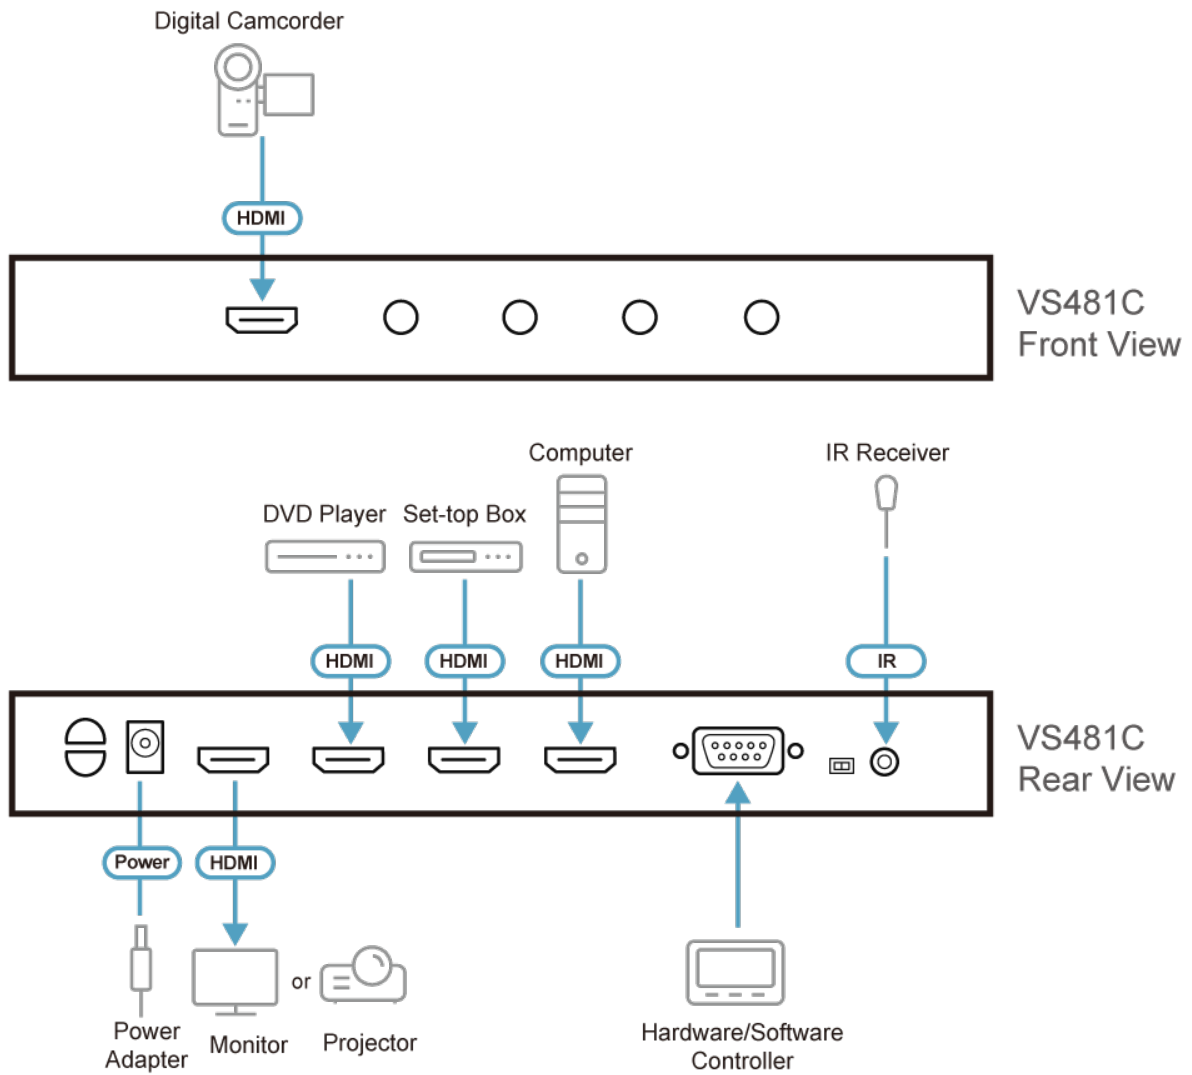 Digital Camcorder
HDMI
VS481C
Front View
Computer
IR Receiver
DVD Player
Set-top Box
HDMI
HDMI
HDMI
IR
VS481C
Rear View
Power
HDMI
or
Power
Adapter
Monitor
Projector
Hardware/Software
Controller